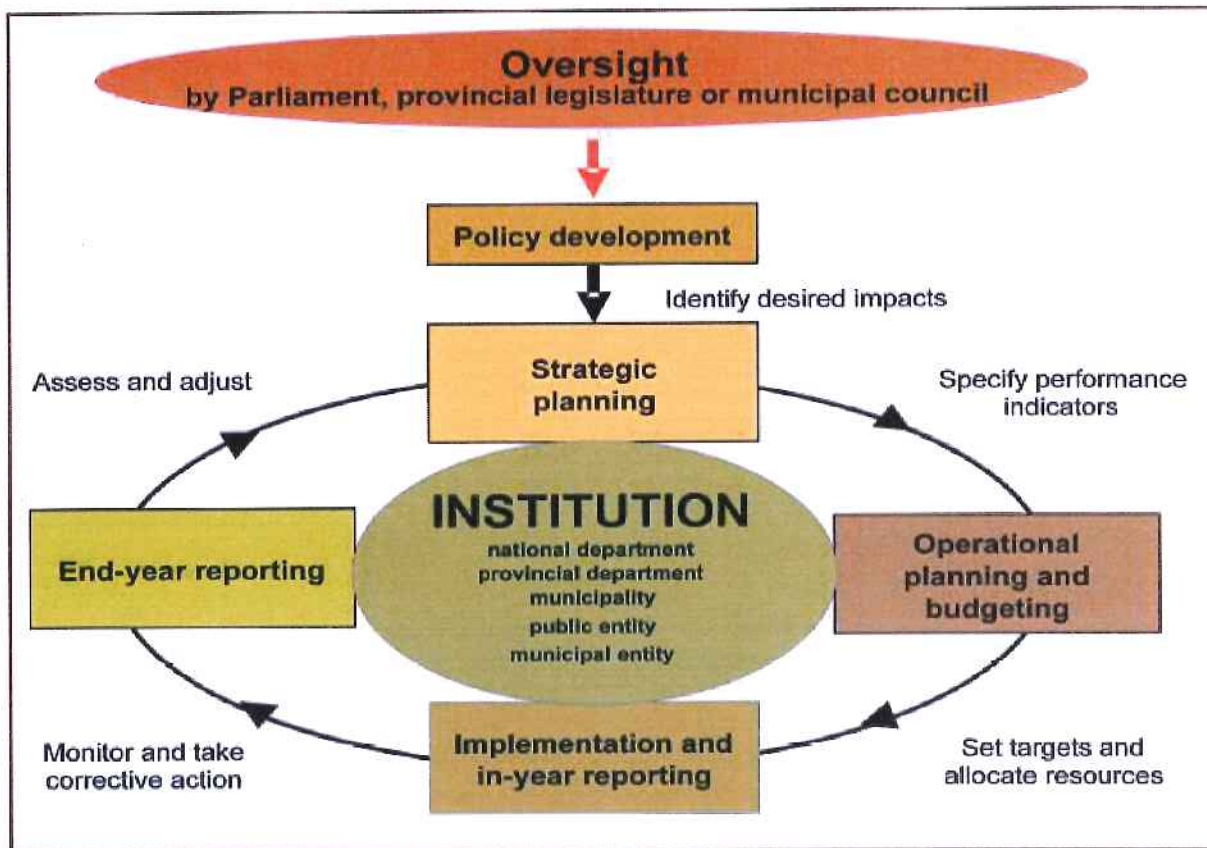 Oversight
by Parliament, provincial legislature or municipal council
Policy development
Identify desired impacts
Strategic
planning
Assess and adjust
Specify performance
indicators
INSTITUTION
national department
provincial department
municipality
public entity
municipal entity
End-year reporting
Operational
planning and
budgeting
Implementation and
in-year reporting
Monitor and take
corrective action
Set targets and
allocate resources